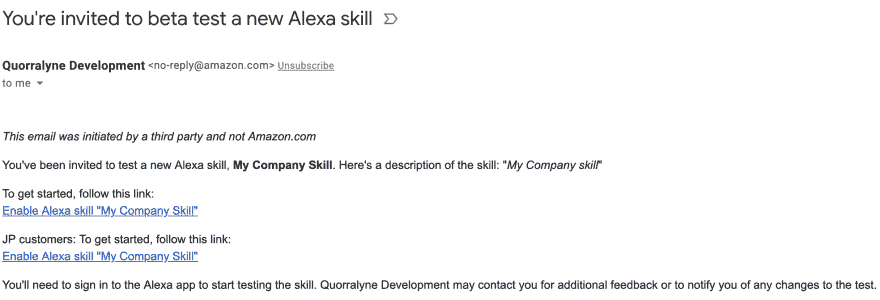 You're invited to beta test a new Alexa skill
Quorralyne Development <no-reply@amazon.com> Unsubscribe
to me
This email was initiated by a third party and not Amazon.com
You've been invited to test a new Alexa skill, My Company Skill. Here's a description of the skill: "My Company skill"
To get started, follow this link:
Enable Alexa skill "My Company Skill"
JP customers: To get started, follow this link:
Enable Alexa skill "My Company Skill"
You'll need to sign in to the Alexa app to start testing the skill. Quorralyne Development may contact you for additional feedback or to notify you of any changes to the test.